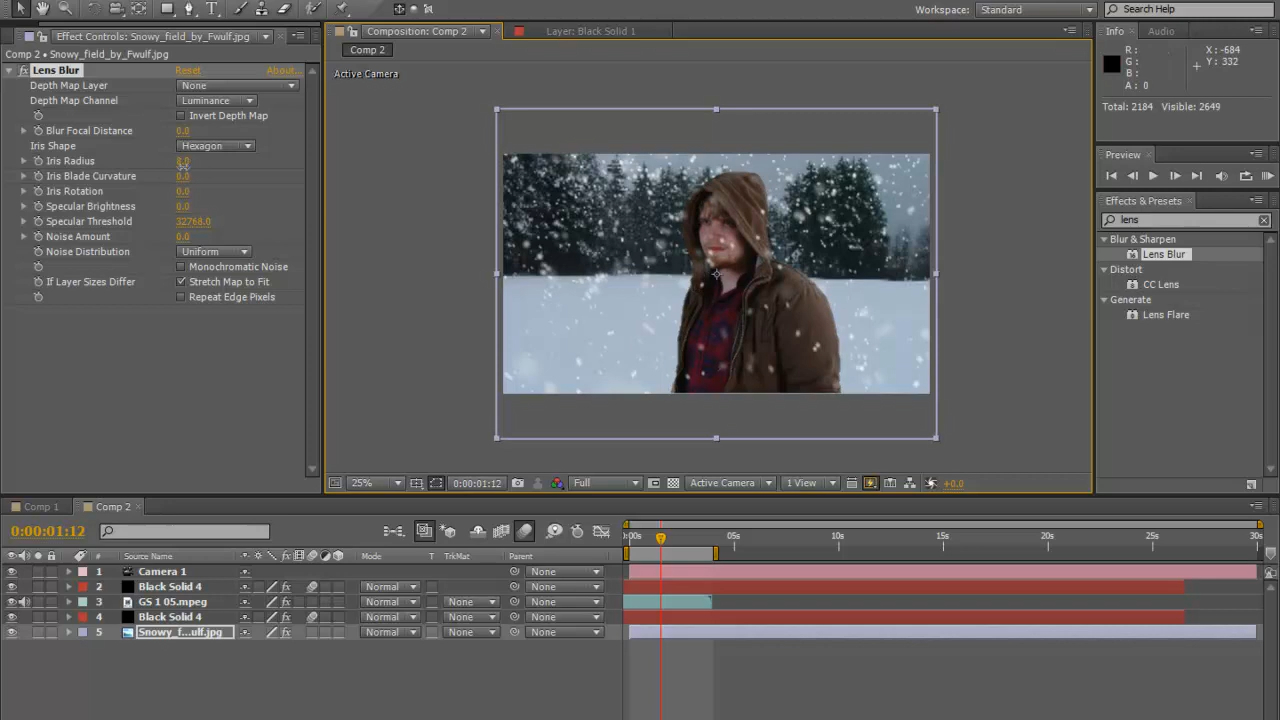 Workspace: Standard
Search Help
Effect Controls: Snowy_field_by_Fwulf.jpg
Composition: Comp 2
Layer: Black Solid 1
Info
Audio
Comp 2 • Snowy_field_by_Fwulf.jpg
Comp 2
Lens Blur
Reset
About...
Active Camera
R :
G :
B :
A : 0
X : -684
Y : 332
Total: 2184 Visible: 2649
Depth Map Layer None
Depth Map Channel Luminance
Invert Depth Map
Blur Focal Distance 0.0
Iris Shape Hexagon
Iris Radius
Iris Blade Curvature 0.0
Iris Rotation 0.0
Specular Brightness 0.0
Specular Threshold 32768.0
Noise Amount 0.0
Noise Distribution Uniform
Monochromatic Noise
If Layer Sizes Differ Stretch Map to Fit
Repeat Edge Pixels
Preview
Effects & Presets
lens
Blur & Sharpen
Lens Blur
Distort
CC Lens
Generate
Lens Flare
25%
0:00:01:12
Full
Active Camera
1 View
+0.0
Comp 1
Comp 2
0:00:01:12
:00s
05s
10s
15s
20s
25s
30s
#
Source Name
fx
Mode
T
TrkMat
Parent
1 Camera 1 None
2 Black Solid 4 fx Normal None
3 GS 1 05.mpeg fx Normal None None
4 Black Solid 4 fx Normal None None
5 Snowy_f...ulf.jpg fx Normal None None